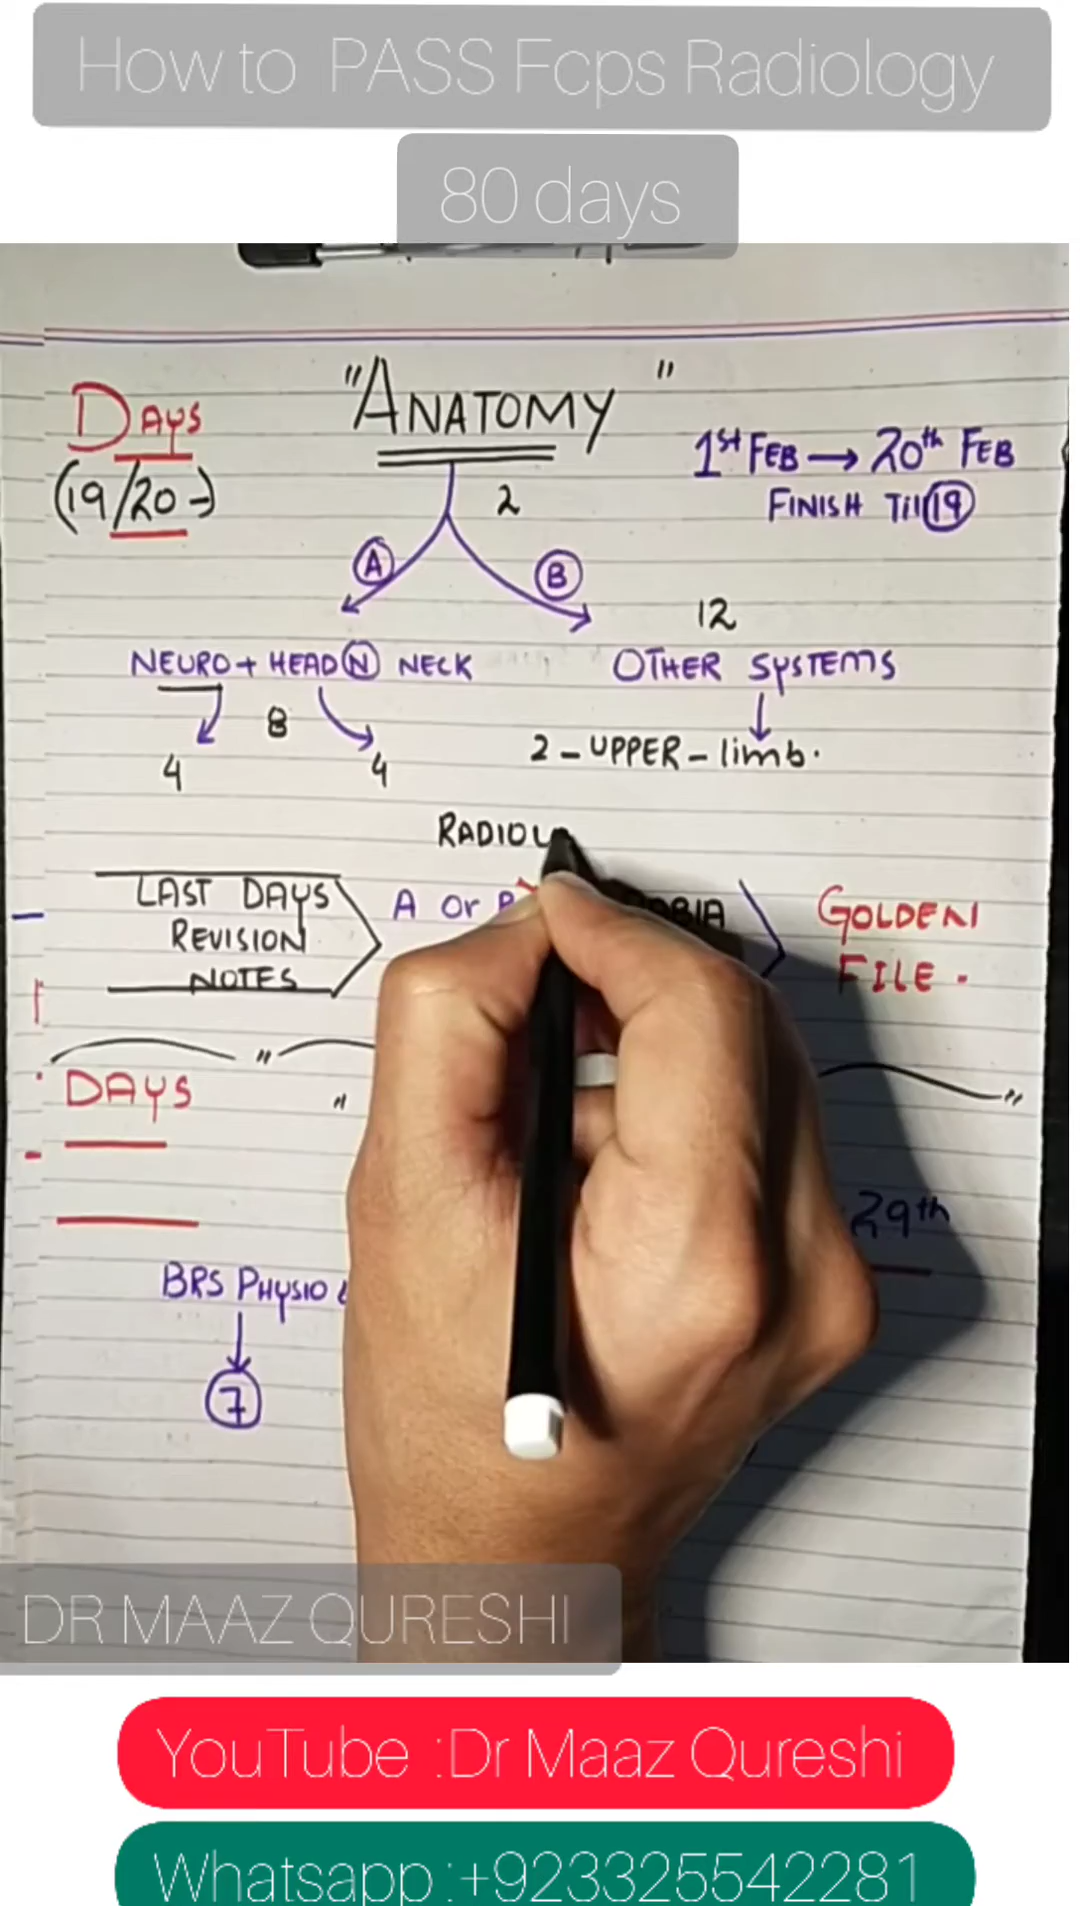 How to PASS Fcps Radiology
80 days
"ANATOMY"
DAYS
(19/20-)
1st FEB → 20th FEB
FINISH Till 19
2
A
B
12
NEURO + HEAD N NECK
OTHER SYSTEMS
8
4
4
2 - UPPER - limb.
LAST DAYS
REVISION
NOTES
A or
GOLDEN
FILE.
DAYS
29th
BRS PHYSIO
7
DR MAAZ QURESHI
YouTube :Dr Maaz Qureshi
Whatsapp :+923325542281